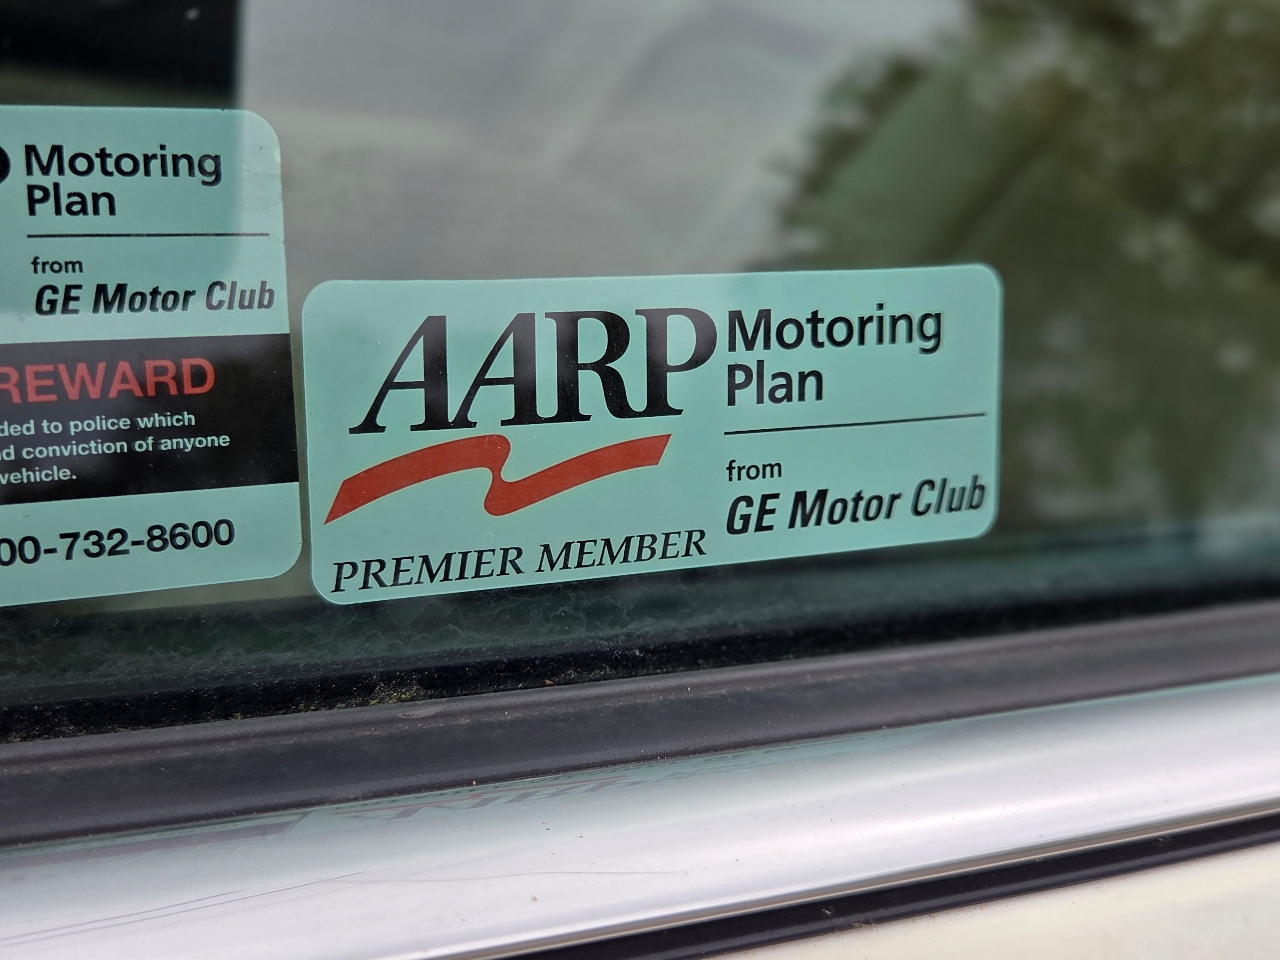 Motoring
Plan
from
GE Motor Club
REWARD
ded to police which
d conviction of anyone
vehicle.
00-732-8600
AARP
PREMIER MEMBER
Motoring
Plan
from
GE Motor Club